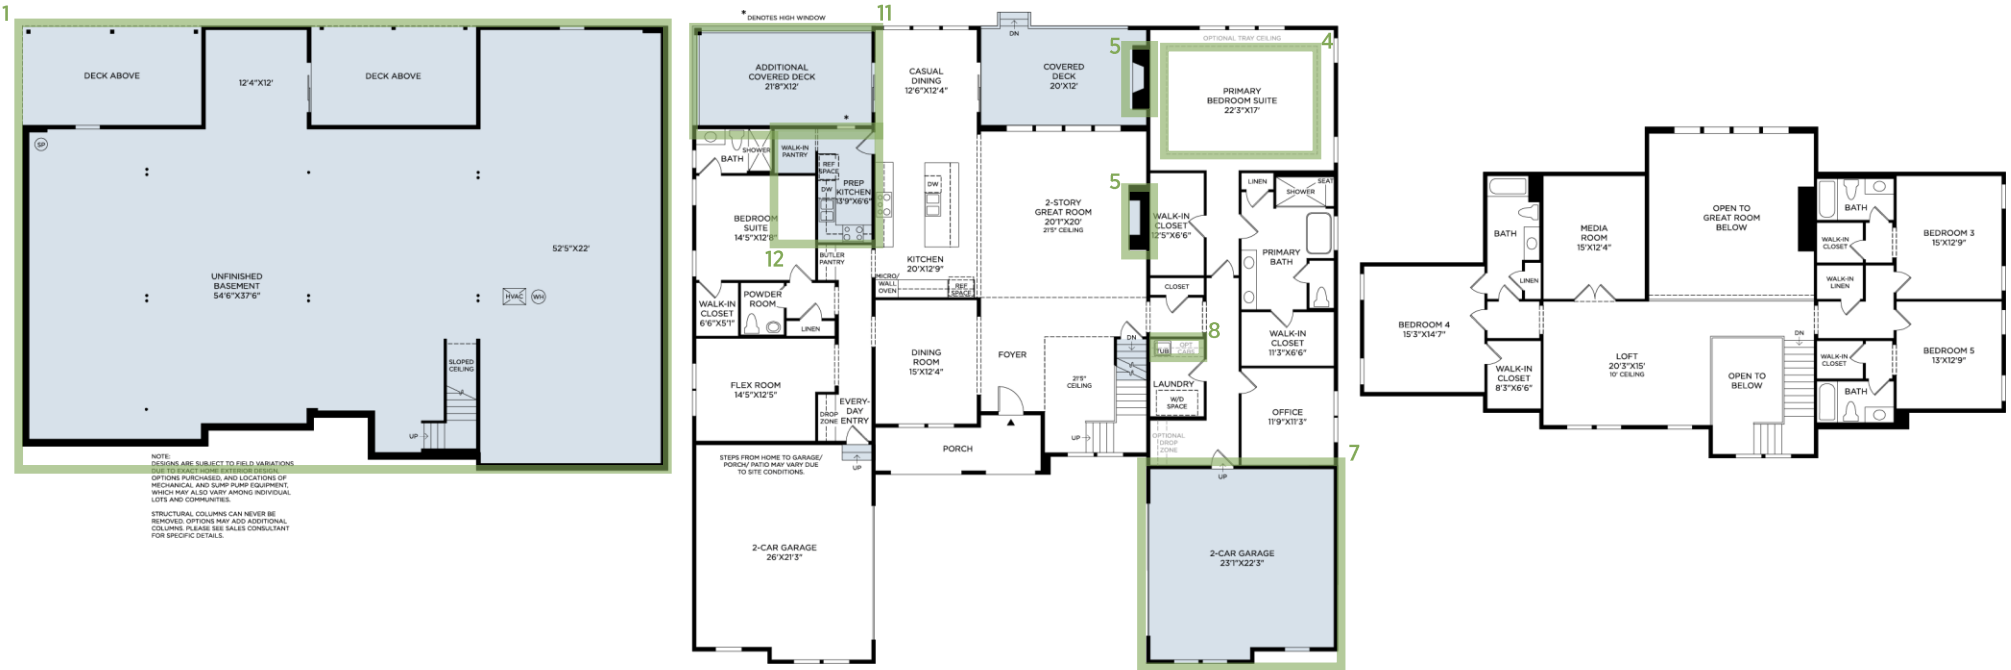 1
DECK ABOVE
12'4"X12'
DECK ABOVE
SP
52'5"X22'
UNFINISHED
BASEMENT
54'6"X37'6"
HVAC
WH
SLOPED
CEILING
UP
NOTE:
DESIGNS ARE SUBJECT TO FIELD VARIATIONS
DUE TO EXACT HOME EXTERIOR DESIGN,
OPTIONS PURCHASED, AND LOCATIONS OF
MECHANICAL AND SUMP PUMP EQUIPMENT,
WHICH MAY ALSO VARY AMONG INDIVIDUAL
LOTS AND COMMUNITIES.
STRUCTURAL COLUMNS CAN NEVER BE
REMOVED. OPTIONS MAY ADD ADDITIONAL
COLUMNS. PLEASE SEE SALES CONSULTANT
FOR SPECIFIC DETAILS.
* DENOTES HIGH WINDOW
11
ADDITIONAL
COVERED DECK
21'8"X12'
*
CASUAL
DINING
12'6"X12'4"
DN
COVERED
DECK
20'X12'
5
OPTIONAL TRAY CEILING
4
PRIMARY
BEDROOM SUITE
22'3"X17'
BATH
SHOWER
WALK-IN
PANTRY
REF
SPACE
DW
PREP
KITCHEN
13'9"X6'6"
DW
BEDROOM
SUITE
14'5"X12'8"
12
BUTLER
PANTRY
KITCHEN
20'X12'9"
MICRO/
WALL
OVEN
REF
SPACE
2-STORY
GREAT ROOM
20'1"X20'
21'5" CEILING
5
WALK-IN
CLOSET
12'5"X6'6"
LINEN
SHOWER
SEAT
PRIMARY
BATH
CLOSET
WALK-IN
CLOSET
6'6"X5'1"
POWDER
ROOM
LINEN
DINING
ROOM
15'X12'4"
FOYER
21'5"
CEILING
DN
8
TUB
OPT
CABS
LAUNDRY
W/D
SPACE
WALK-IN
CLOSET
11'3"X6'6"
OFFICE
11'9"X11'3"
FLEX ROOM
14'5"X12'5"
DROP
ZONE
EVERY-
DAY
ENTRY
UP
PORCH
UP
OPTIONAL
DROP
ZONE
UP
7
STEPS FROM HOME TO GARAGE/
PORCH/ PATIO MAY VARY DUE
TO SITE CONDITIONS.
2-CAR GARAGE
26'X21'3"
2-CAR GARAGE
23'1"X22'3"
BATH
LINEN
MEDIA
ROOM
15'X12'4"
OPEN TO
GREAT ROOM
BELOW
BATH
WALK-IN
CLOSET
WALK-IN
LINEN
BEDROOM 3
15'X12'9"
BEDROOM 4
15'3"X14'7"
WALK-IN
CLOSET
8'3"X6'6"
LOFT
20'3"X15'
10' CEILING
OPEN TO
BELOW
DN
WALK-IN
CLOSET
BATH
BEDROOM 5
13'X12'9"